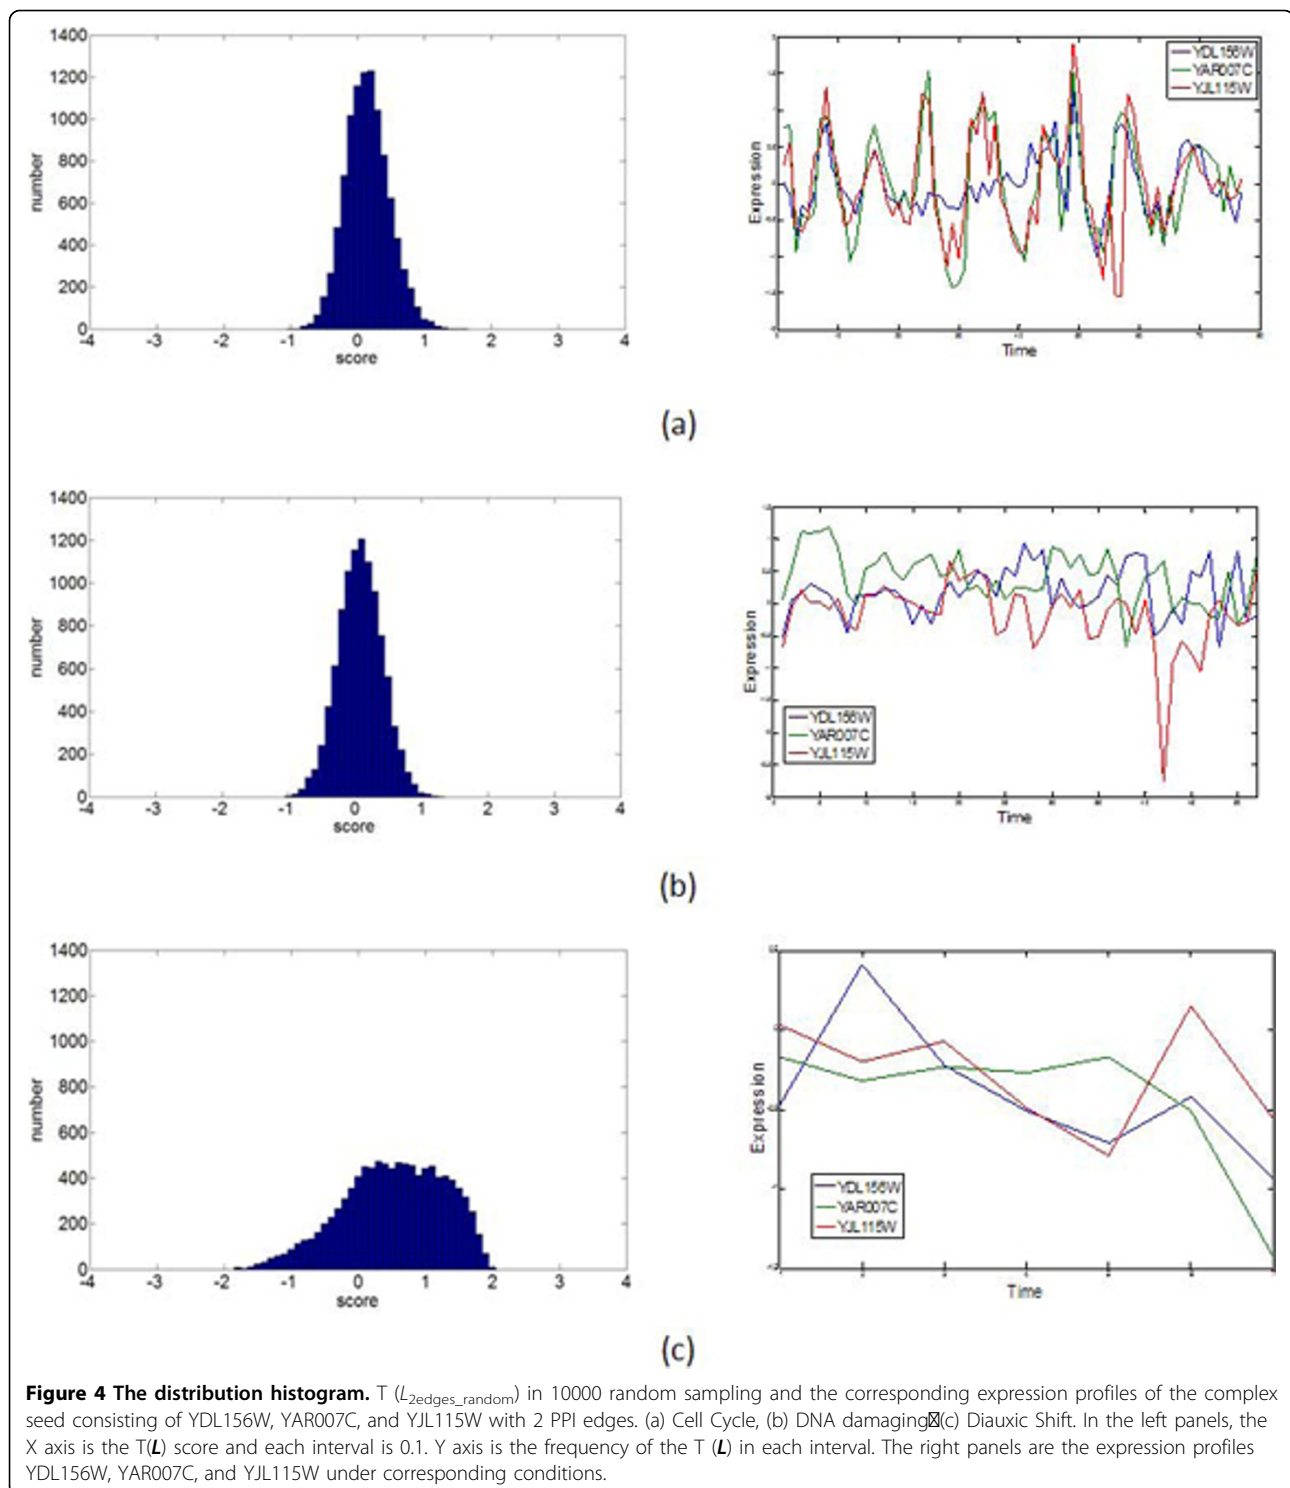 1400
1200
1000
800
600
400
200
0
number
-4 -3 -2 -1 0 1 2 3 4
score
YDL156W
YAR007C
YJL115W
Expression
Time
(a)
1400
1200
1000
800
600
400
200
0
number
-4 -3 -2 -1 0 1 2 3 4
score
YDL156W
YAR007C
YJL115W
Expression
Time
(b)
1400
1200
1000
800
600
400
200
0
number
-4 -3 -2 -1 0 1 2 3 4
score
YDL156W
YAR007C
YJL115W
Expression
Time
(c)
Figure 4 The distribution histogram. T (L2edges_random) in 10000 random sampling and the corresponding expression profiles of the complex
seed consisting of YDL156W, YAR007C, and YJL115W with 2 PPI edges. (a) Cell Cycle, (b) DNA damaging (c) Diauxic Shift. In the left panels, the
X axis is the T(L) score and each interval is 0.1. Y axis is the frequency of the T (L) in each interval. The right panels are the expression profiles
YDL156W, YAR007C, and YJL115W under corresponding conditions.